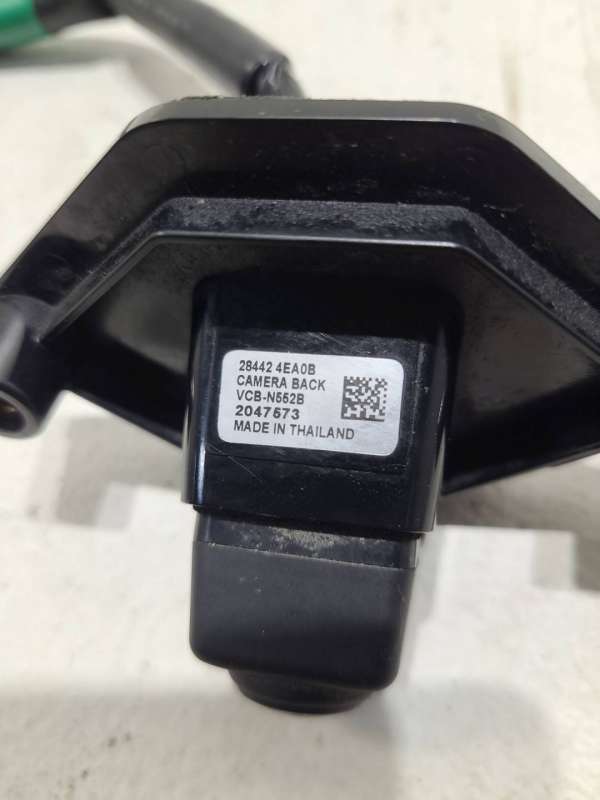 28442 4EA0B
CAMERA BACK
VCB-N552B
2047573
MADE IN THAILAND